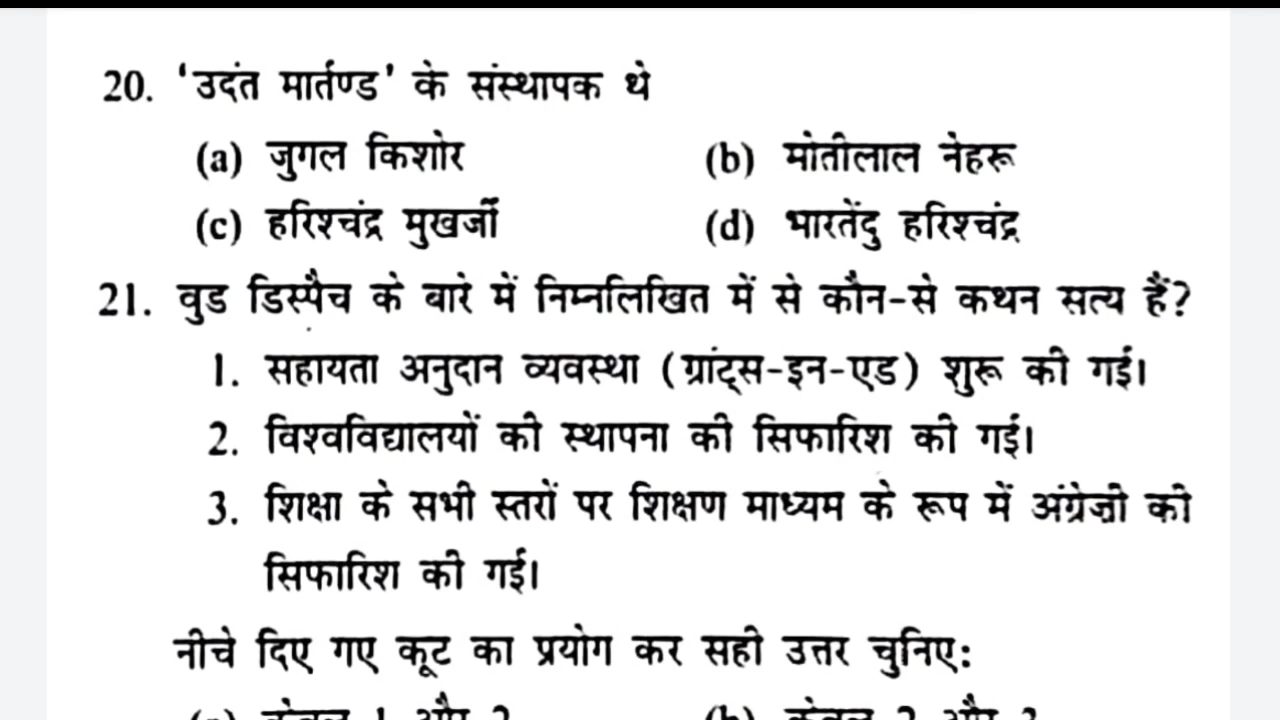 20. 'उदंत मार्तण्ड' के संस्थापक थे
(a) जुगल किशोर (b) मोतीलाल नेहरू
(c) हरिश्चंद्र मुखर्जी (d) भारतेंदु हरिश्चंद्र
21. वुड डिस्पैच के बारे में निम्नलिखित में से कौन-से कथन सत्य हैं?
1. सहायता अनुदान व्यवस्था (ग्रांट्स-इन-एड) शुरू की गई।
2. विश्वविद्यालयों की स्थापना की सिफारिश की गई।
3. शिक्षा के सभी स्तरों पर शिक्षण माध्यम के रूप में अंग्रेज़ी की
सिफारिश की गई।
नीचे दिए गए कूट का प्रयोग कर सही उत्तर चुनिए: